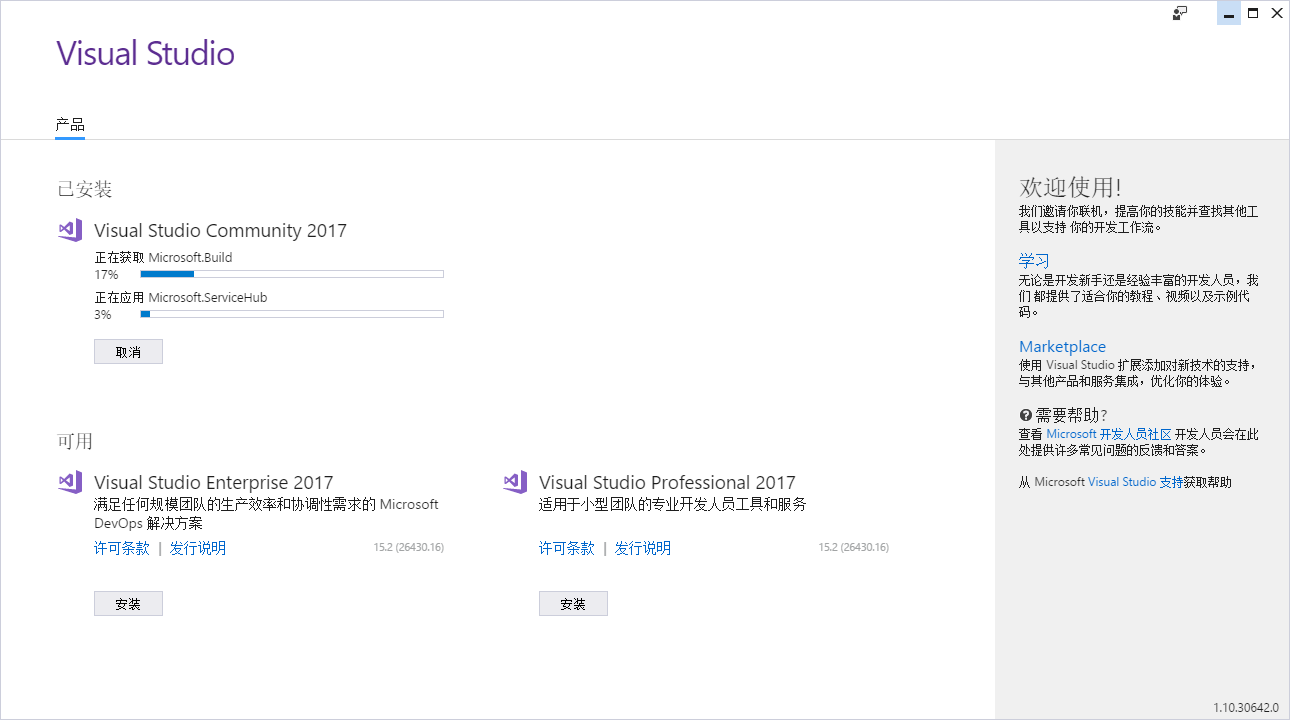 Visual Studio
产品
已安装
Visual Studio Community 2017
正在获取 Microsoft.Build
17%
正在应用 Microsoft.ServiceHub
3%
取消
可用
Visual Studio Enterprise 2017
满足任何规模团队的生产效率和协调性需求的 Microsoft
DevOps 解决方案
许可条款 | 发行说明 15.2 (26430.16)
安装
Visual Studio Professional 2017
适用于小型团队的专业开发人员工具和服务
许可条款 | 发行说明 15.2 (26430.16)
安装
欢迎使用!
我们邀请你联机，提高你的技能并查找其他工
具以支持 你的开发工作流。
学习
无论是开发新手还是经验丰富的开发人员，我
们 都提供了适合你的教程、视频以及示例代
码。
Marketplace
使用 Visual Studio 扩展添加对新技术的支持，
与其他产品和服务集成，优化你的体验。
需要帮助?
查看 Microsoft 开发人员社区 开发人员会在此
处提供许多常见问题的反馈和答案。
从 Microsoft Visual Studio 支持获取帮助
1.10.30642.0